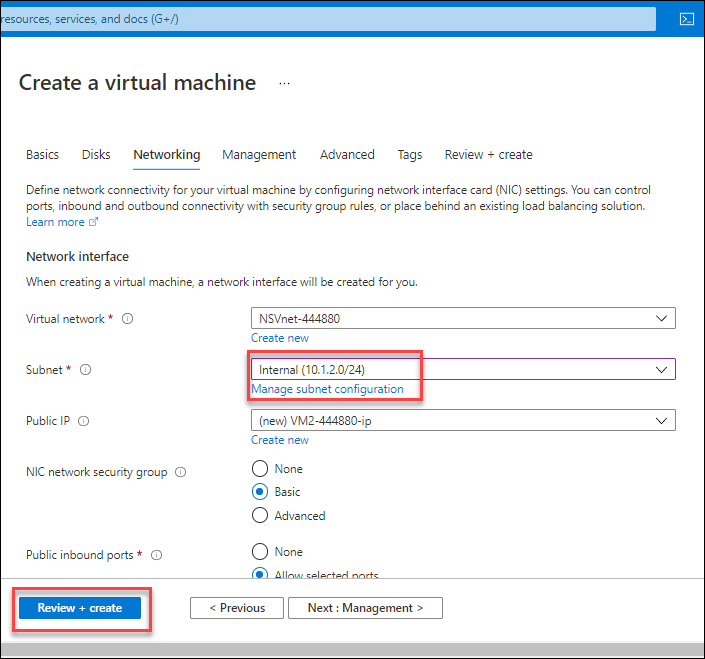 resources, services, and docs (G+/)
Create a virtual machine ...
Basics Disks Networking Management Advanced Tags Review + create
Define network connectivity for your virtual machine by configuring network interface card (NIC) settings. You can control
ports, inbound and outbound connectivity with security group rules, or place behind an existing load balancing solution.
Learn more
Network interface
When creating a virtual machine, a network interface will be created for you.
Virtual network * NSVnet-444880
Create new
Subnet * Internal (10.1.2.0/24)
Manage subnet configuration
Public IP (new) VM2-444880-ip
Create new
NIC network security group None
Basic
Advanced
Public inbound ports * None
Allow selected ports
Review + create < Previous Next : Management >